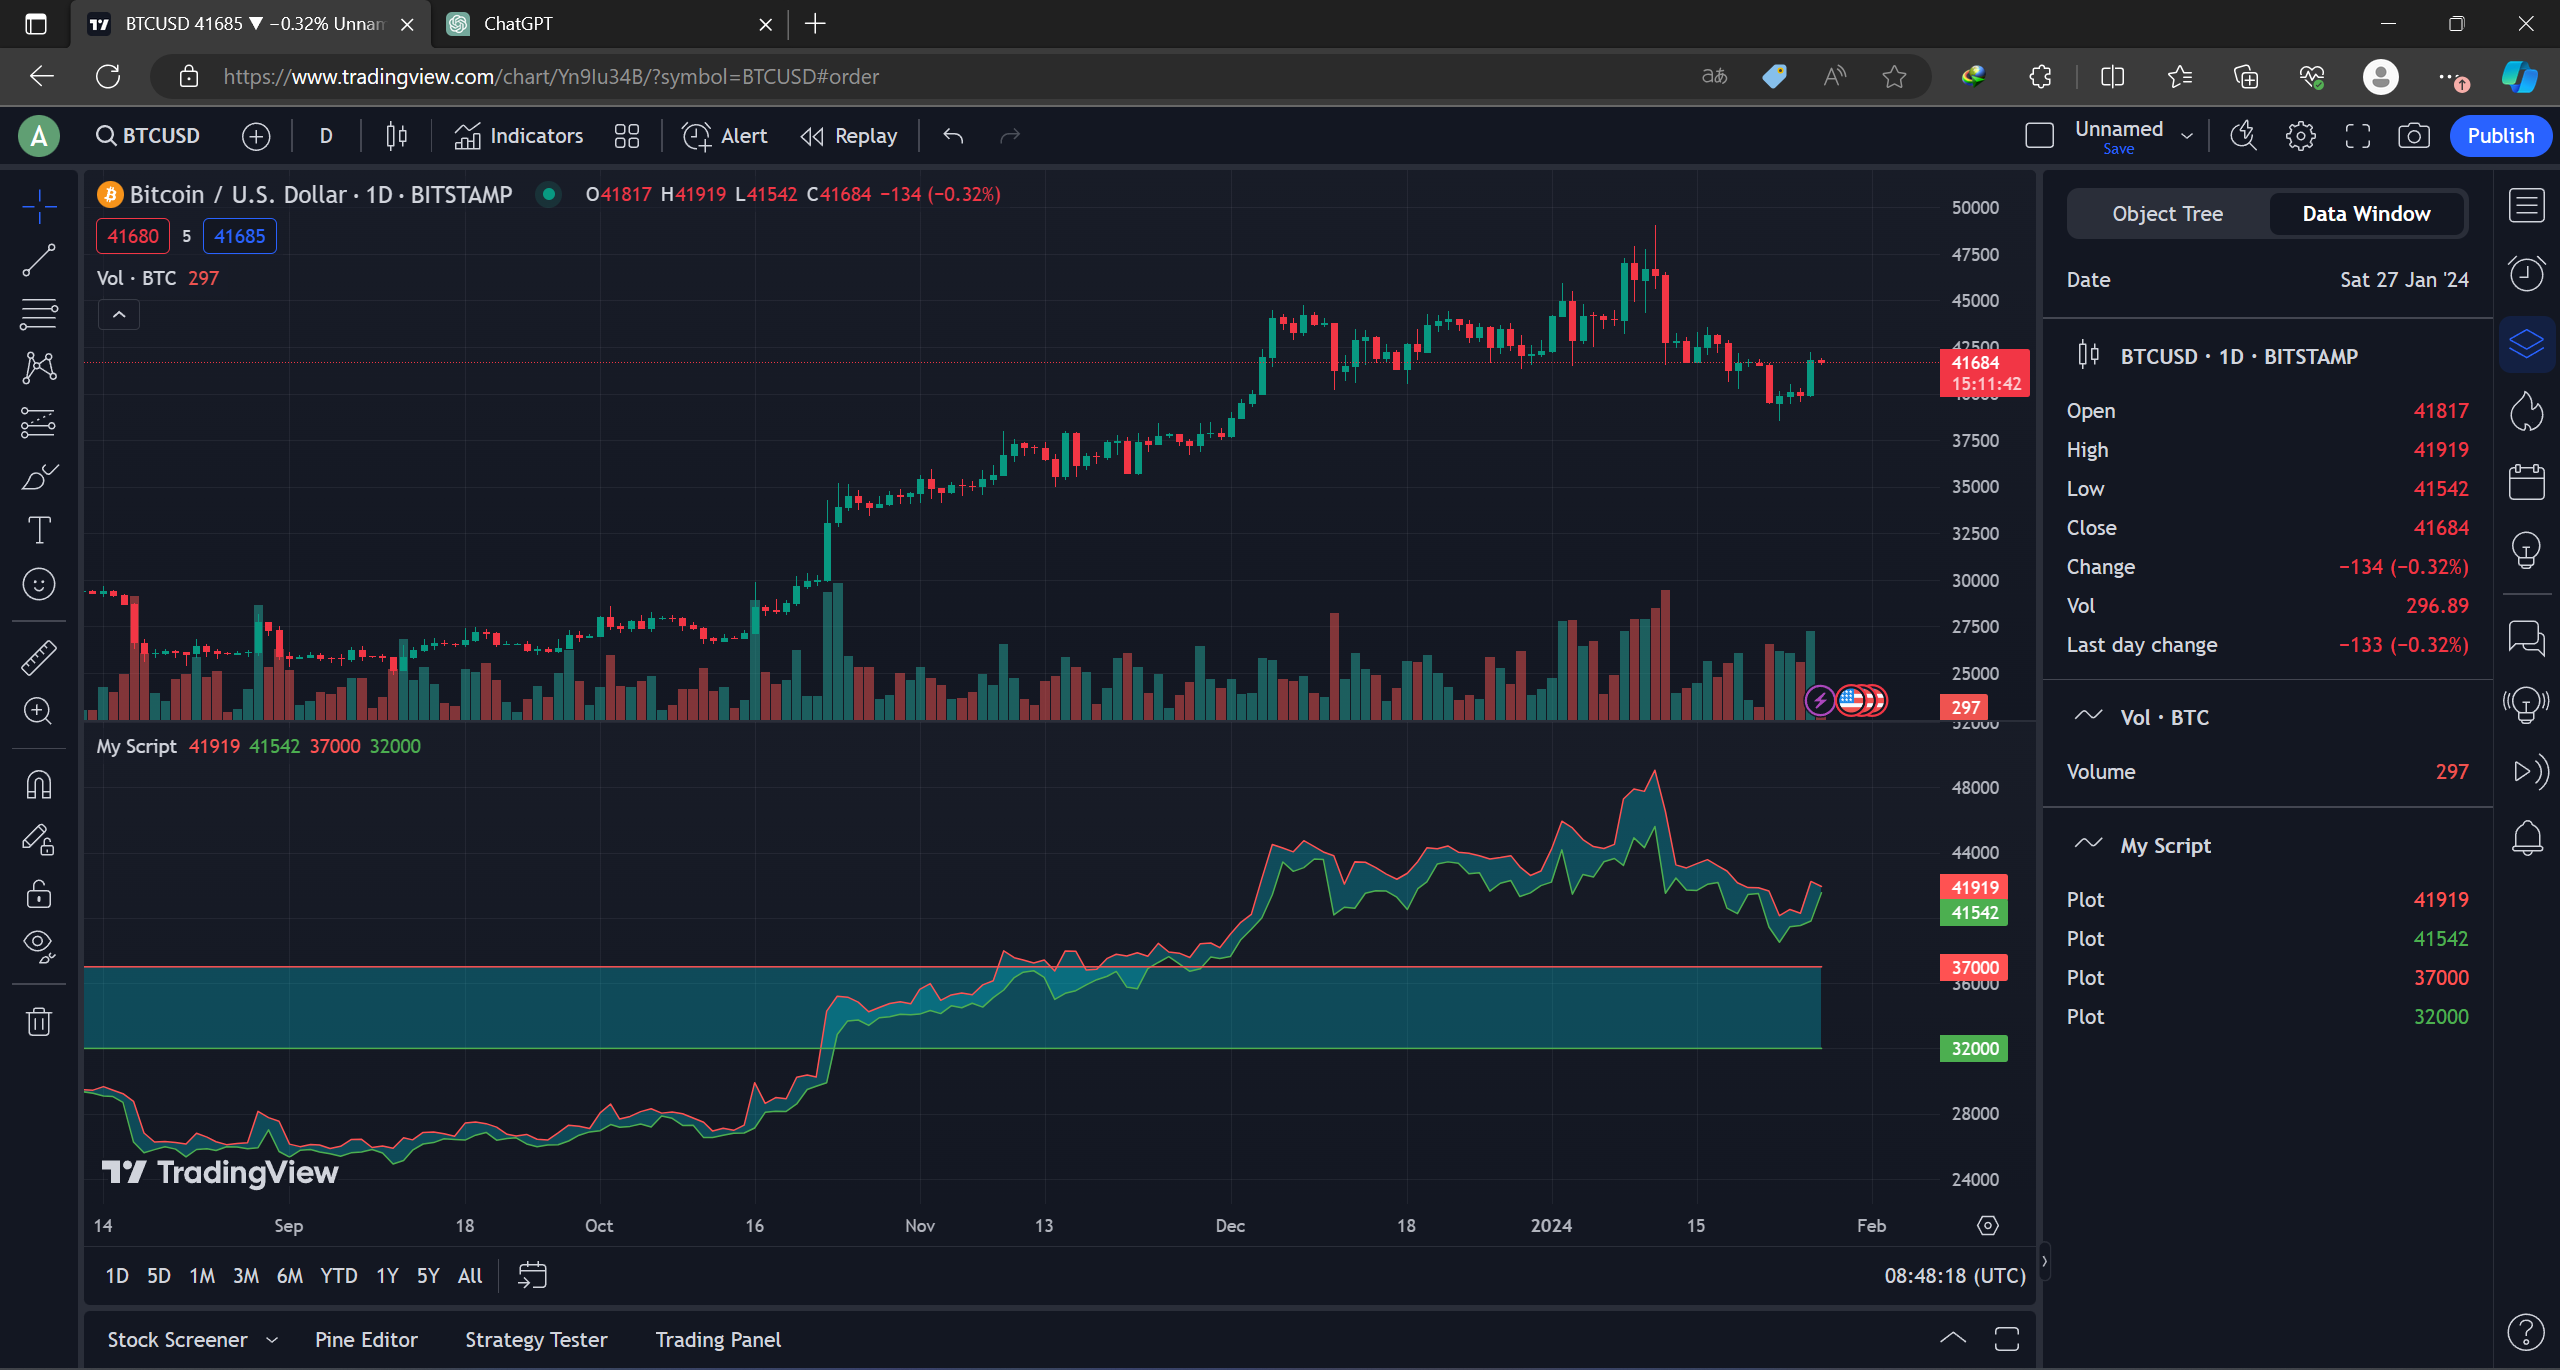 BTCUSD 41685 ▼ −0.32% Unnam
ChatGPT
https://www.tradingview.com/chart/Yn9Iu34B/?symbol=BTCUSD#order
A
BTCUSD
D
Indicators
Alert
Replay
Unnamed
Save
Publish
Bitcoin / U.S. Dollar · 1D · BITSTAMP
O41817 H41919 L41542 C41684 −134 (−0.32%)
41680 5 41685
Vol · BTC 297
50000
47500
45000
42500
41684
15:11:42
37500
35000
32500
30000
27500
25000
297
My Script 41919 41542 37000 32000
52000
48000
44000
41919
41542
37000
36000
32000
28000
24000
TradingView
14 Sep 18 Oct 16 Nov 13 Dec 18 2024 15 Feb
1D 5D 1M 3M 6M YTD 1Y 5Y All
08:48:18 (UTC)
Stock Screener
Pine Editor
Strategy Tester
Trading Panel
Object Tree
Data Window
Date Sat 27 Jan '24
BTCUSD · 1D · BITSTAMP
Open 41817
High 41919
Low 41542
Close 41684
Change −134 (−0.32%)
Vol 296.89
Last day change −133 (−0.32%)
Vol · BTC
Volume 297
My Script
Plot 41919
Plot 41542
Plot 37000
Plot 32000